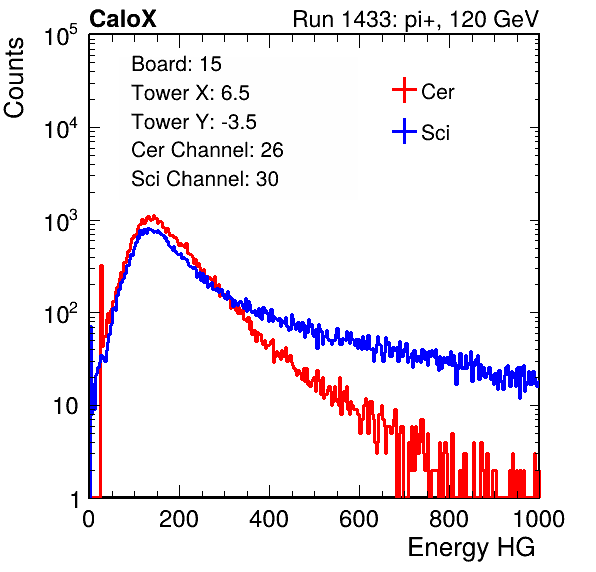 CaloX Run 1433: pi+, 120 GeV
Counts
10^5
10^4
10^3
10^2
10
1
Board: 15
Tower X: 6.5
Tower Y: -3.5
Cer Channel: 26
Sci Channel: 30
Cer
Sci
0 200 400 600 800 1000
Energy HG